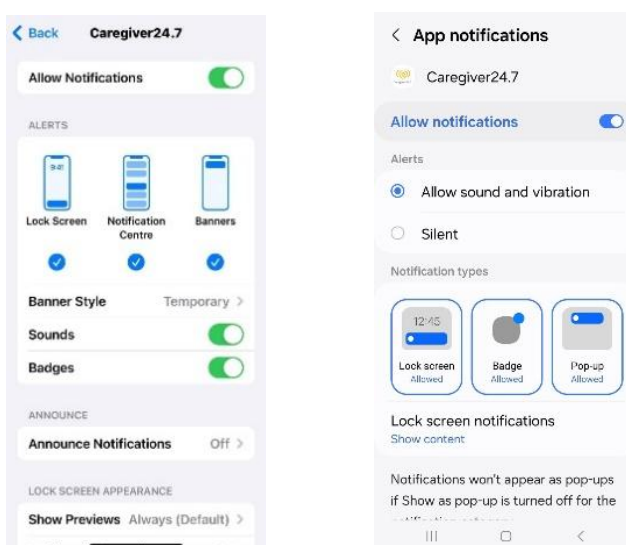 Back Caregiver24.7
Allow Notifications
ALERTS
9:41
Lock Screen Notification Banners
Centre
Banner Style Temporary
Sounds
Badges
ANNOUNCE
Announce Notifications Off
LOCK SCREEN APPEARANCE
Show Previews Always (Default)
App notifications
Caregiver24.7
Allow notifications
Alerts
Allow sound and vibration
Silent
Notification types
12:45
Lock screen Badge Pop-up
Allowed Allowed Allowed
Lock screen notifications
Show content
Notifications won't appear as pop-ups
if Show as pop-up is turned off for the